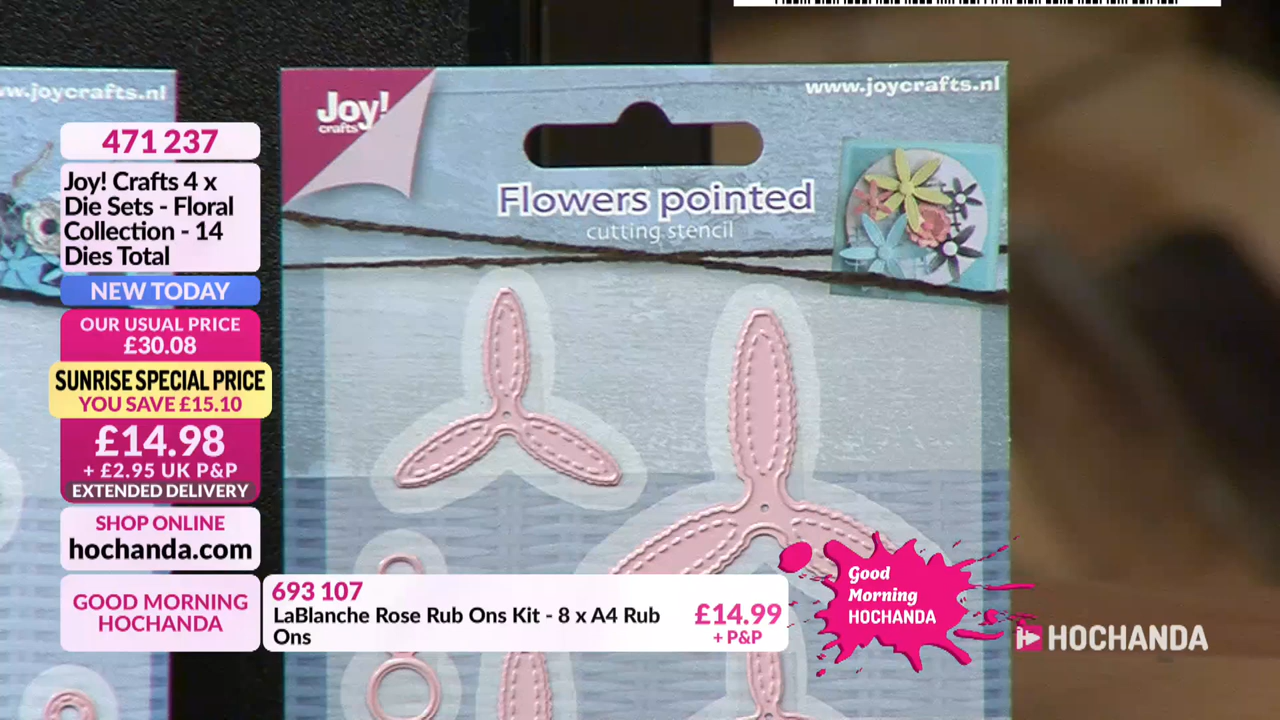 www.joycrafts.nl
w.joycrafts.nl
Joy!
crafts
Flowers pointed
cutting stencil
471 237
Joy! Crafts 4 x
Die Sets - Floral
Collection - 14
Dies Total
NEW TODAY
OUR USUAL PRICE
£30.08
SUNRISE SPECIAL PRICE
YOU SAVE £15.10
£14.98
+ £2.95 UK P&P
EXTENDED DELIVERY
SHOP ONLINE
hochanda.com
GOOD MORNING
HOCHANDA
693 107
LaBlanche Rose Rub Ons Kit - 8 x A4 Rub
Ons
£14.99
+ P&P
Good
Morning
HOCHANDA
HOCHANDA